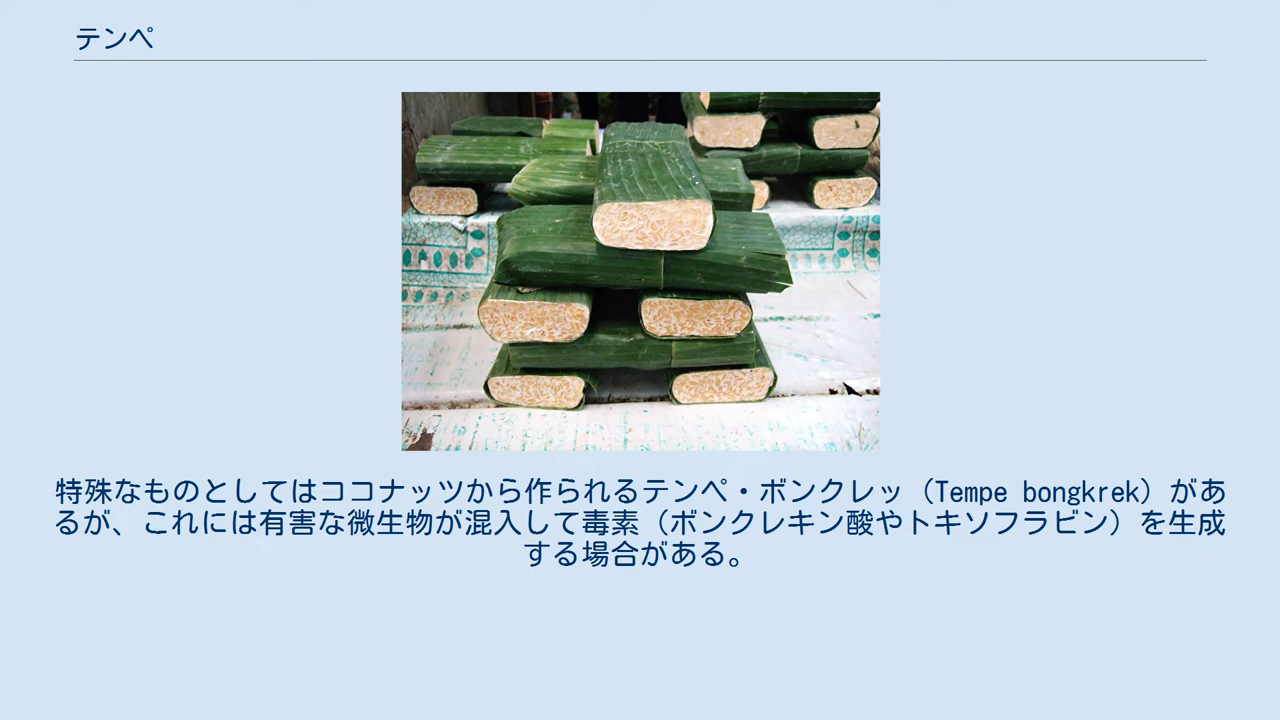 テンペ
特殊なものとしてはココナッツから作られるテンペ・ボンクレッ（Tempe bongkrek）があ
るが、これには有害な微生物が混入して毒素（ボンクレキン酸やトキソフラビン）を生成
する場合がある。